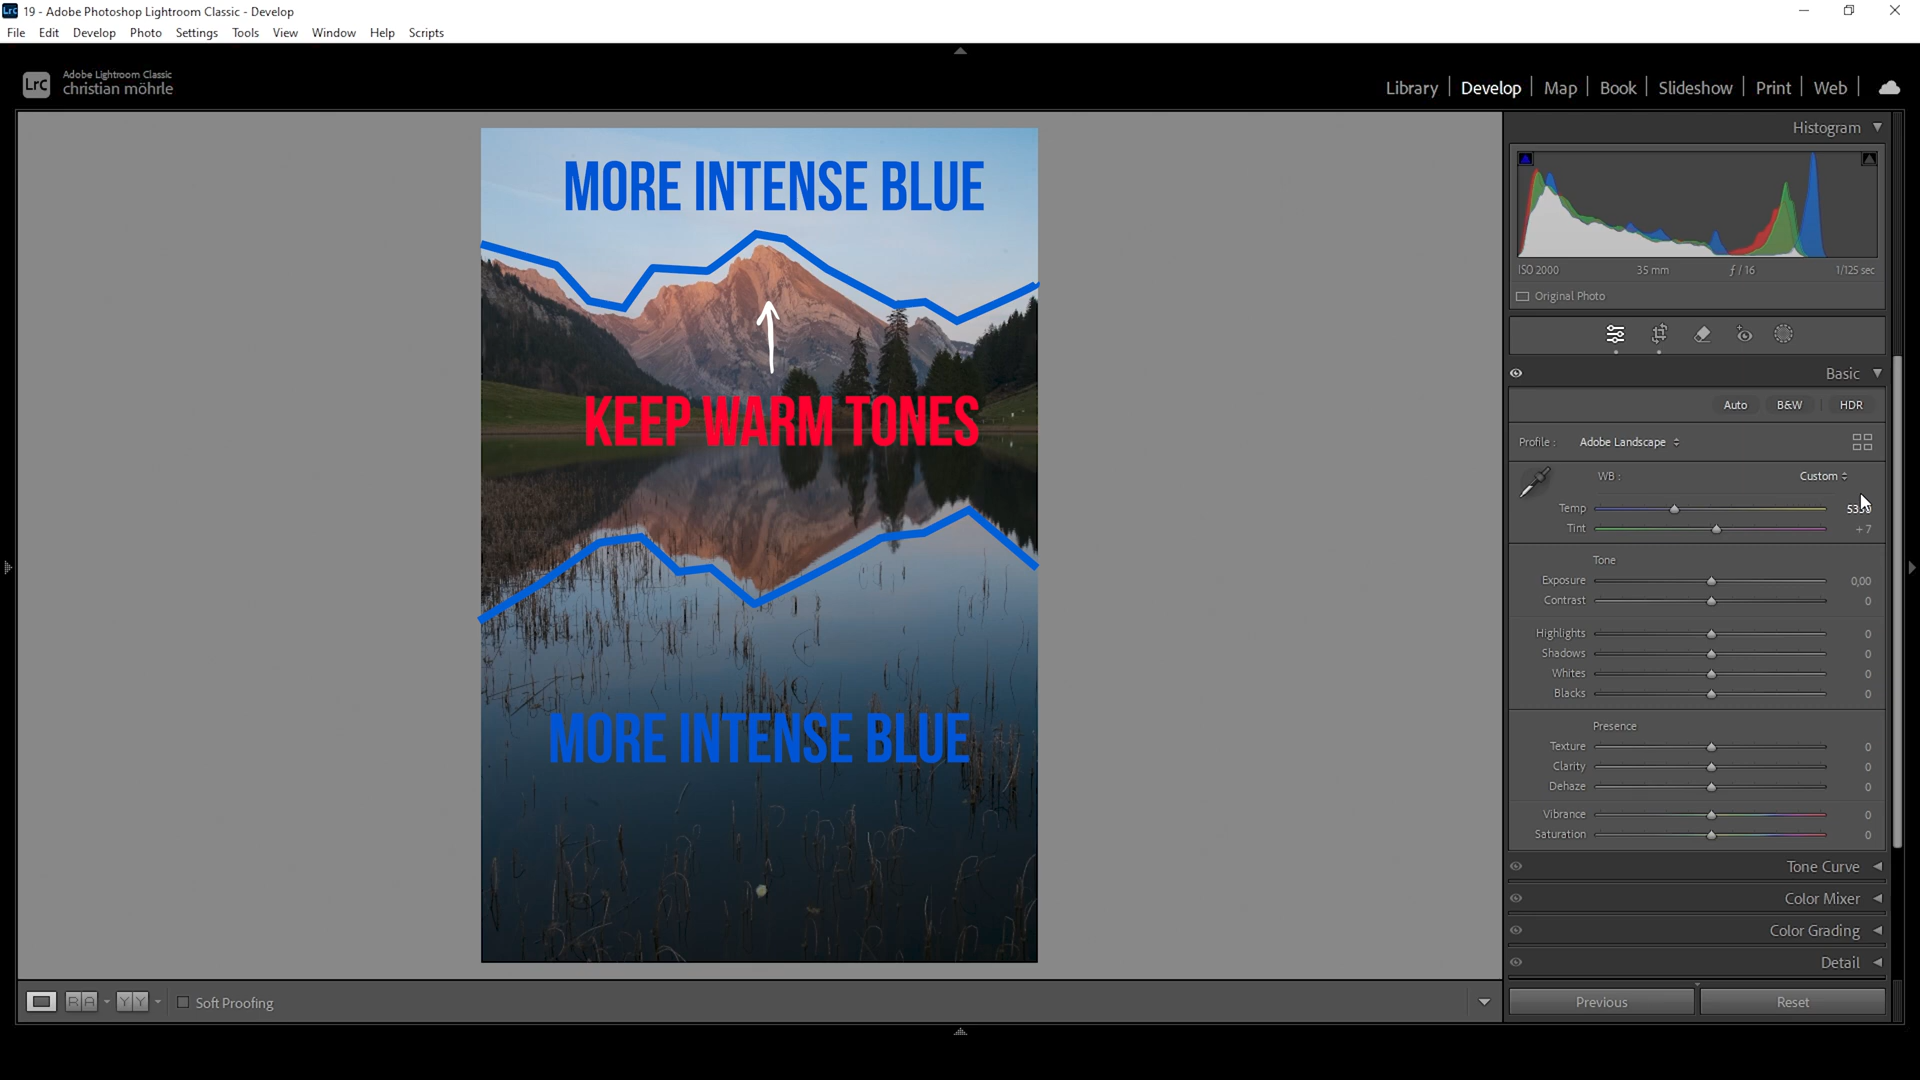 Lrc 19 - Adobe Photoshop Lightroom Classic - Develop
File Edit Develop Photo Settings Tools View Window Help Scripts
LrC Adobe Lightroom Classic
christian möhrle
Library Develop Map Book Slideshow Print Web
Histogram
ISO 2000 35 mm ƒ / 16 1/125 sec
Original Photo
Basic
Auto B&W HDR
Profile : Adobe Landscape
WB : Custom
Temp
Tint + 7
Tone
Exposure 0,00
Contrast 0
Highlights 0
Shadows 0
Whites 0
Blacks 0
Presence
Texture 0
Clarity 0
Dehaze 0
Vibrance 0
Saturation 0
Tone Curve
Color Mixer
Color Grading
Detail
Previous Reset
MORE INTENSE BLUE
KEEP WARM TONES
MORE INTENSE BLUE
R A Y Y Soft Proofing